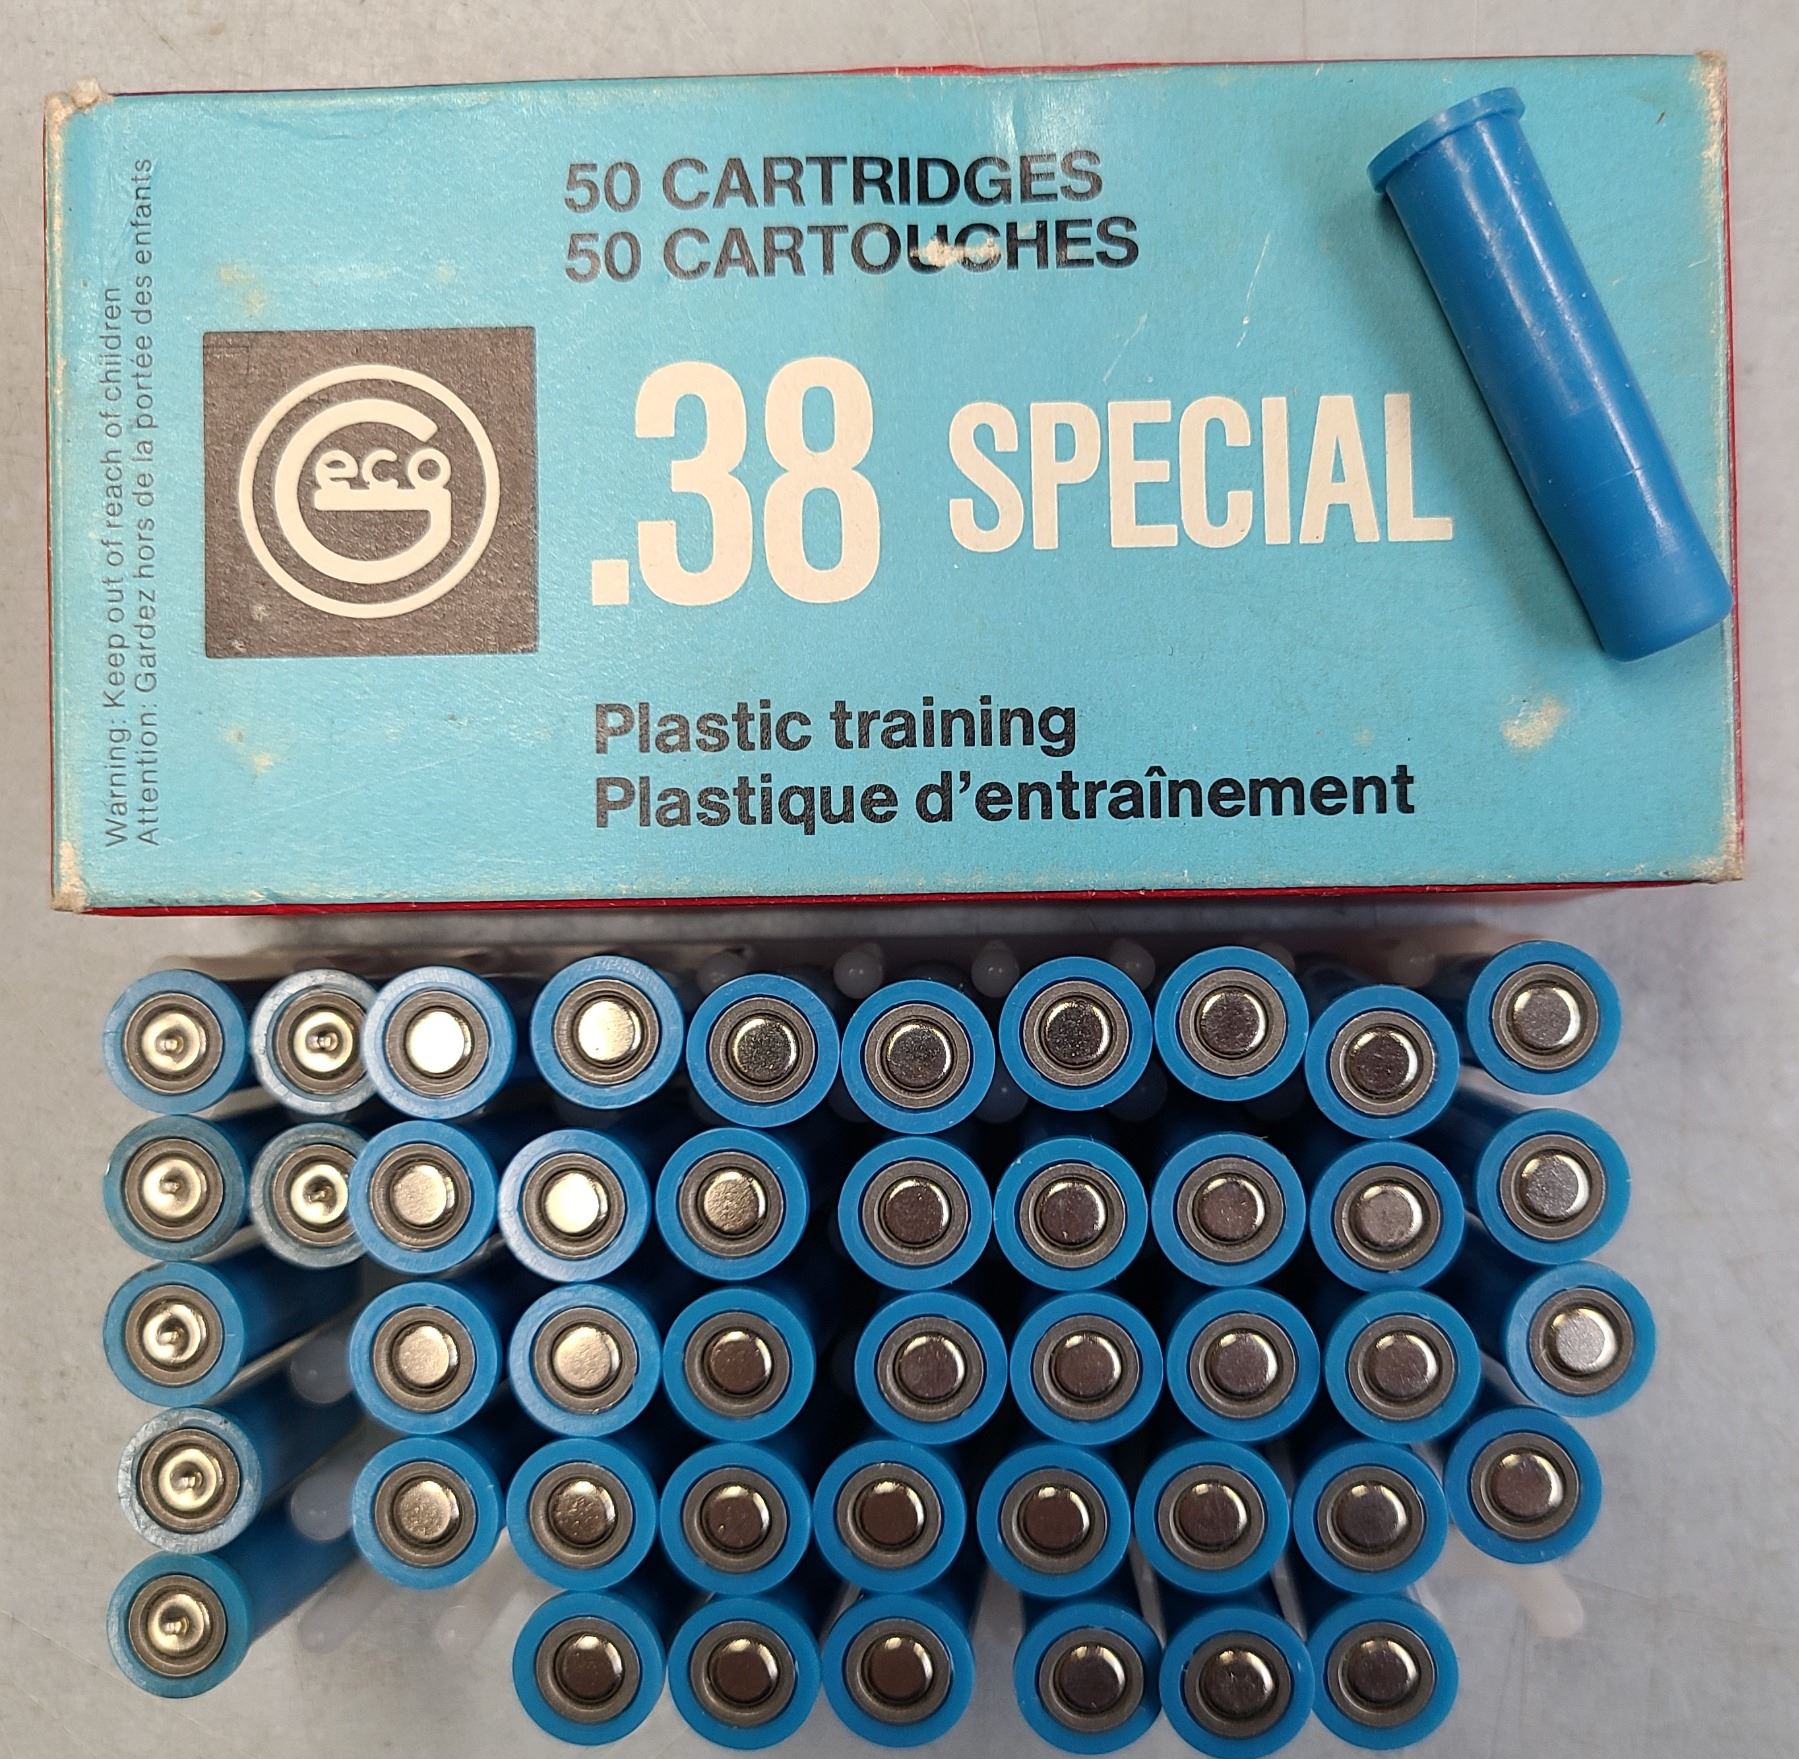 50 CARTRIDGES
50 CARTOUCHES
Geco
.38 SPECIAL
Plastic training
Plastique d'entraînement
Warning: Keep out of reach of children
Attention: Gardez hors de la portée des enfants